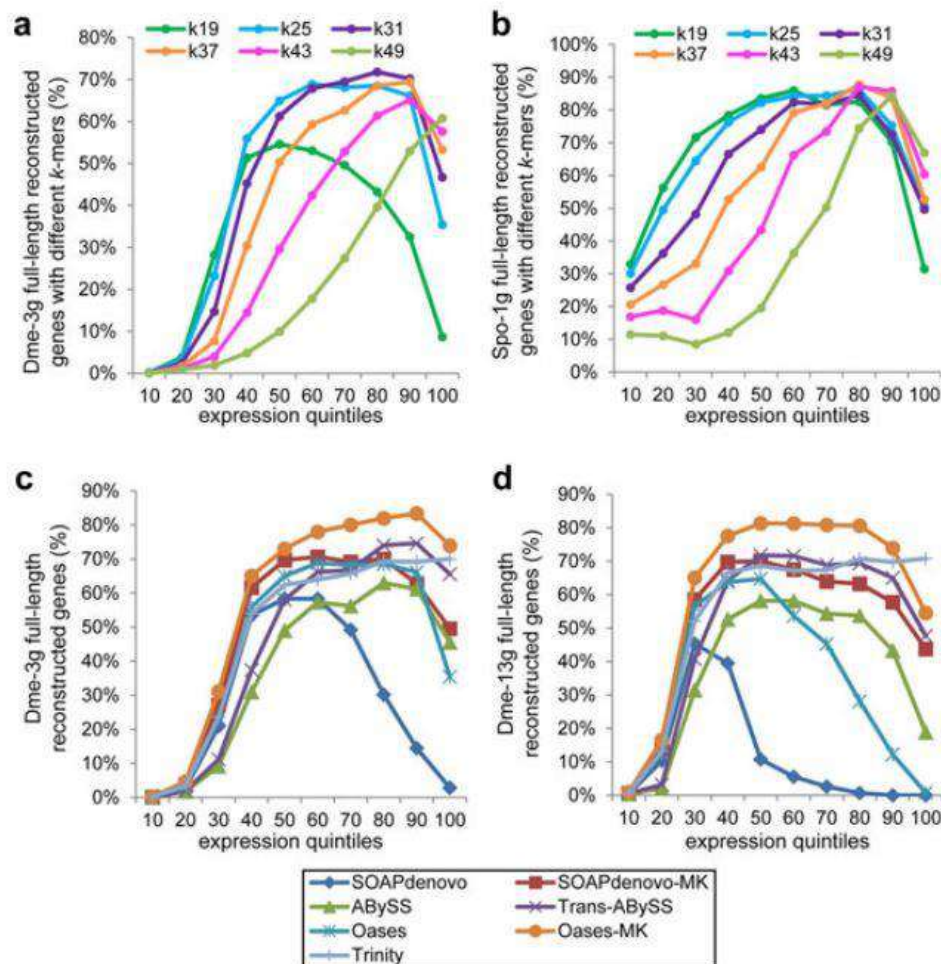 a
k19 k25 k31
k37 k43 k49
80%
70%
60%
50%
40%
30%
20%
10%
0%
Dme-3g full-length reconstructed
genes with different k-mers (%)
10 20 30 40 50 60 70 80 90 100
expression quintiles
b
k19 k25 k31
k37 k43 k49
100%
90%
80%
70%
60%
50%
40%
30%
20%
10%
0%
Spo-1g full-length reconstructed
genes with different k-mers (%)
10 20 30 40 50 60 70 80 90 100
expression quintiles
c
90%
80%
70%
60%
50%
40%
30%
20%
10%
0%
Dme-3g full-length
reconstructed genes (%)
10 20 30 40 50 60 70 80 90 100
expression quintiles
d
90%
80%
70%
60%
50%
40%
30%
20%
10%
0%
Dme-13g full-length
reconstructed genes (%)
10 20 30 40 50 60 70 80 90 100
expression quintiles
SOAPdenovo SOAPdenovo-MK
ABySS Trans-ABySS
Oases Oases-MK
Trinity